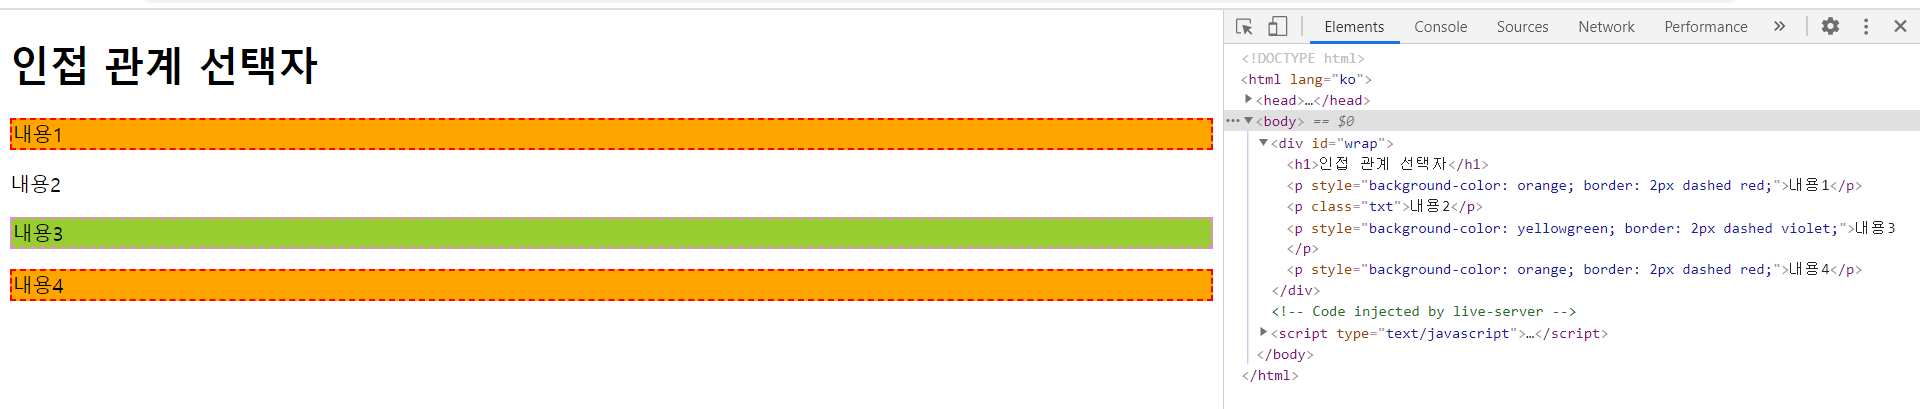 인접 관계 선택자
내용1
내용2
내용3
내용4
Elements Console Sources Network Performance »
<!DOCTYPE html>
<html lang="ko">
<head>…</head>
<body> == $0
<div id="wrap">
<h1>인접 관계 선택자</h1>
<p style="background-color: orange; border: 2px dashed red;">내용1</p>
<p class="txt">내용2</p>
<p style="background-color: yellowgreen; border: 2px dashed violet;">내용3
</p>
<p style="background-color: orange; border: 2px dashed red;">내용4</p>
</div>
<!-- Code injected by live-server -->
<script type="text/javascript">…</script>
</body>
</html>